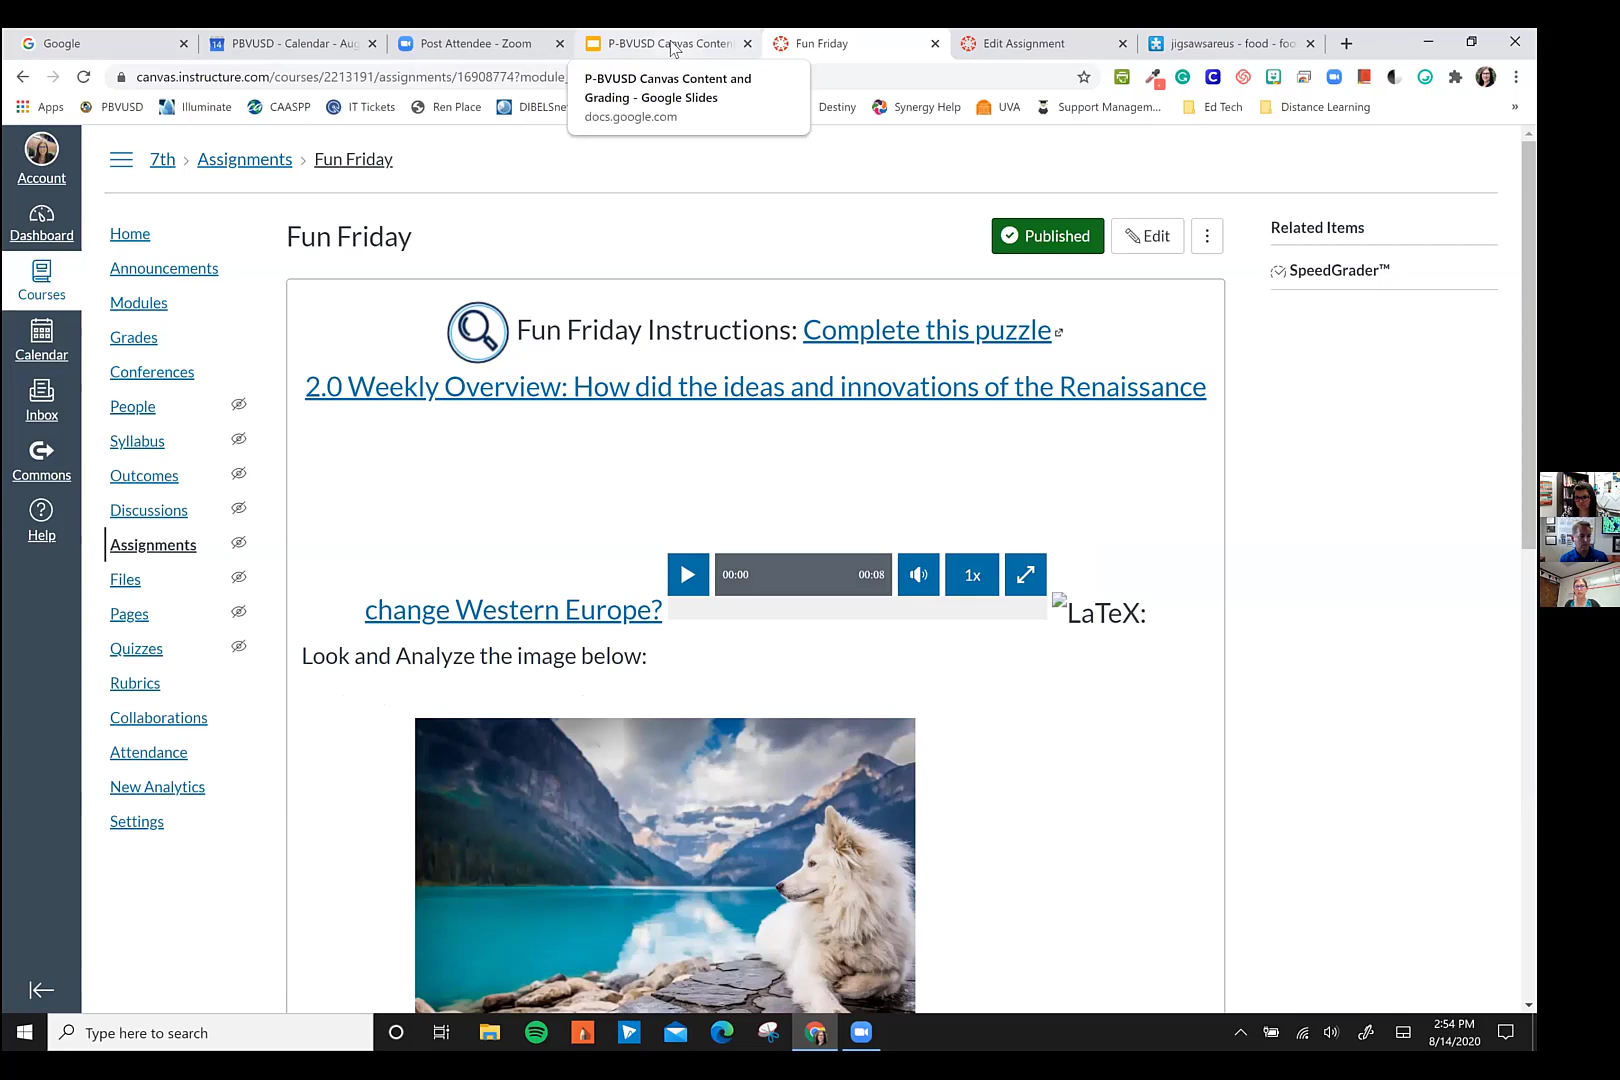 Google
PBVUSD - Calendar - Aug
Post Attendee - Zoom
P-BVUSD Canvas Conten
Fun Friday
Edit Assignment
jigsawsareus - food - foo
canvas.instructure.com/courses/2213191/assignments/16908774?module_
P-BVUSD Canvas Content and
Grading - Google Slides
docs.google.com
Apps
PBVUSD
Illuminate
CAASPP
IT Tickets
Ren Place
DIBELSne
Destiny
Synergy Help
UVA
Support Managem...
Ed Tech
Distance Learning
»
Account
Dashboard
Courses
Calendar
Inbox
Commons
Help
7th › Assignments › Fun Friday
Home
Announcements
Modules
Grades
Conferences
People
Syllabus
Outcomes
Discussions
Assignments
Files
Pages
Quizzes
Rubrics
Collaborations
Attendance
New Analytics
Settings
Fun Friday
Published
Edit
Related Items
SpeedGrader™
Fun Friday Instructions: Complete this puzzle
2.0 Weekly Overview: How did the ideas and innovations of the Renaissance
change Western Europe?
00:00
00:08
1x
LaTeX:
Look and Analyze the image below:
Type here to search
2:54 PM
8/14/2020